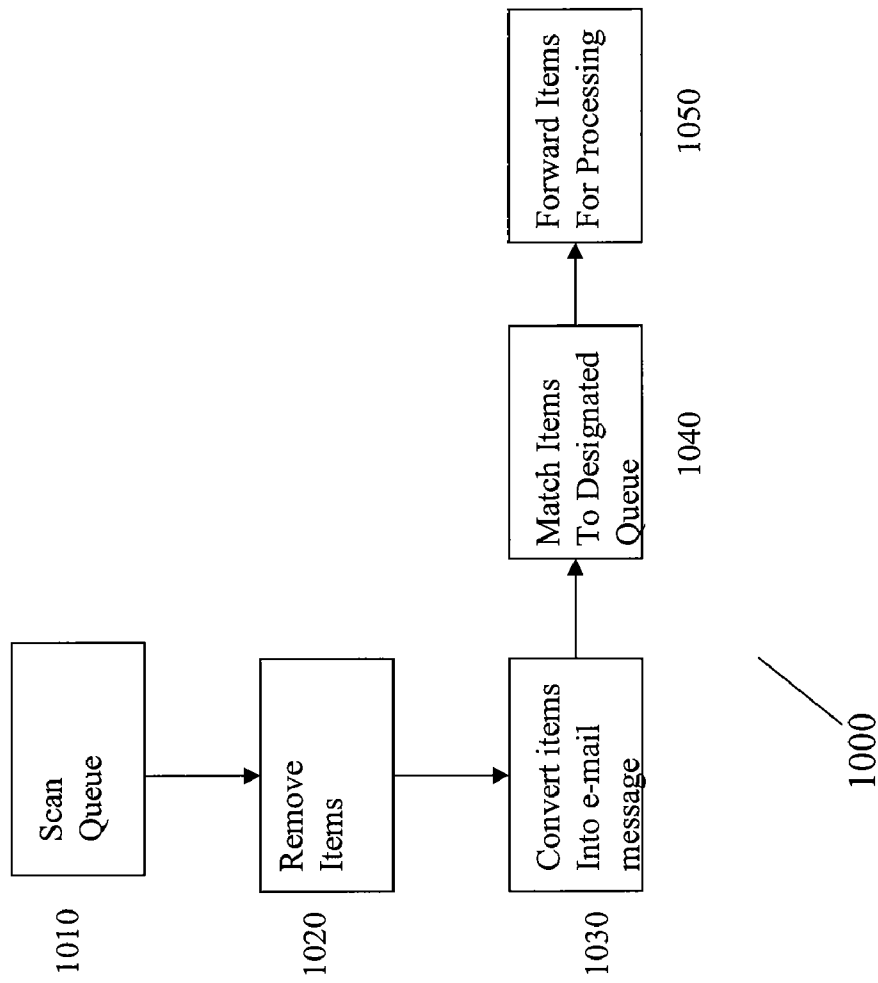 1010
Scan
Queue
1020
Remove
Items
1030
Convert items
Into e-mail
message
Match Items
To Designated
Queue
1040
Forward Items
For Processing
1050
1000